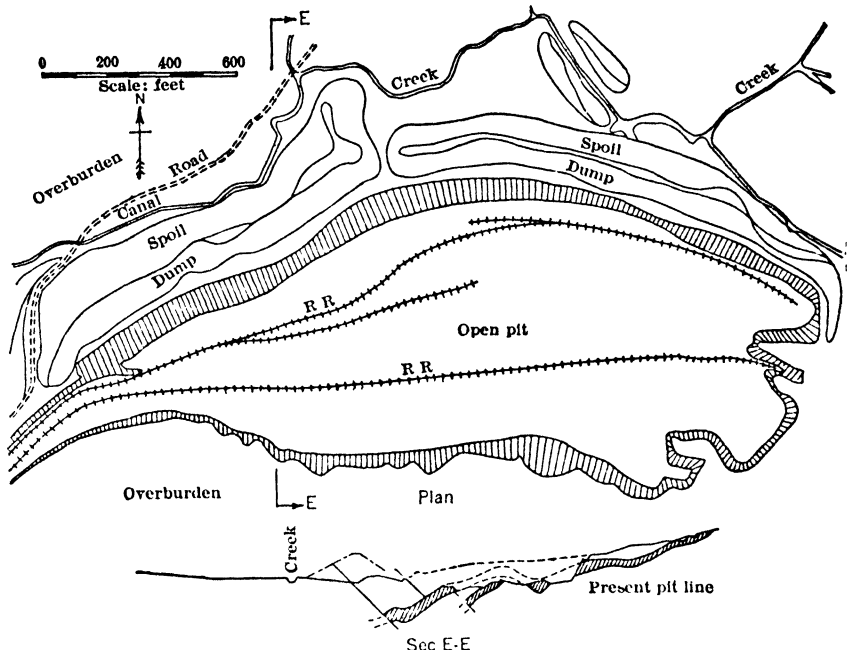 E
0 200 400 600
Scale: feet
N
Creek
Creek
Road
Overburden
Canal
Spoil
Dump
Spoil
Dump
R R
Open pit
R R
Overburden
E
Plan
Creek
Present pit line
Sec E-E